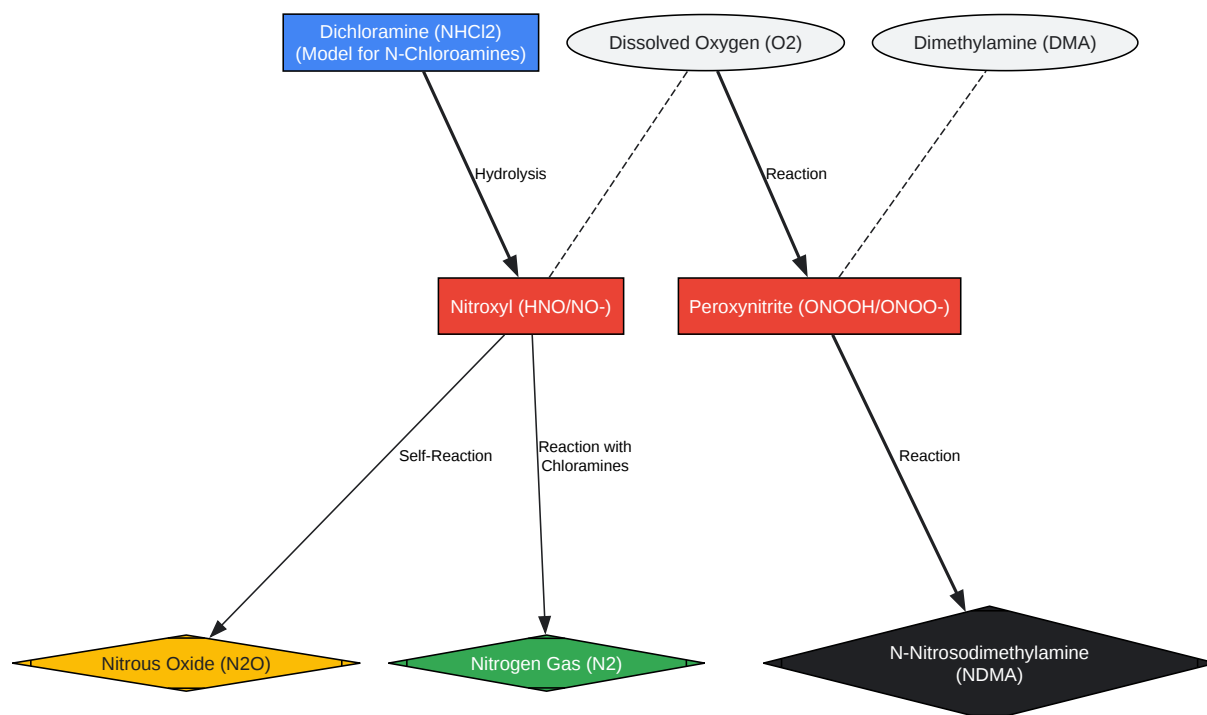 Dichloramine (NHCl2)
(Model for N-Chloroamines)
Dissolved Oxygen (O2)
Dimethylamine (DMA)
Hydrolysis
Reaction
Nitroxyl (HNO/NO-)
Peroxynitrite (ONOOH/ONOO-)
Self-Reaction
Reaction with
Chloramines
Reaction
Nitrous Oxide (N2O)
Nitrogen Gas (N2)
N-Nitrosodimethylamine
(NDMA)